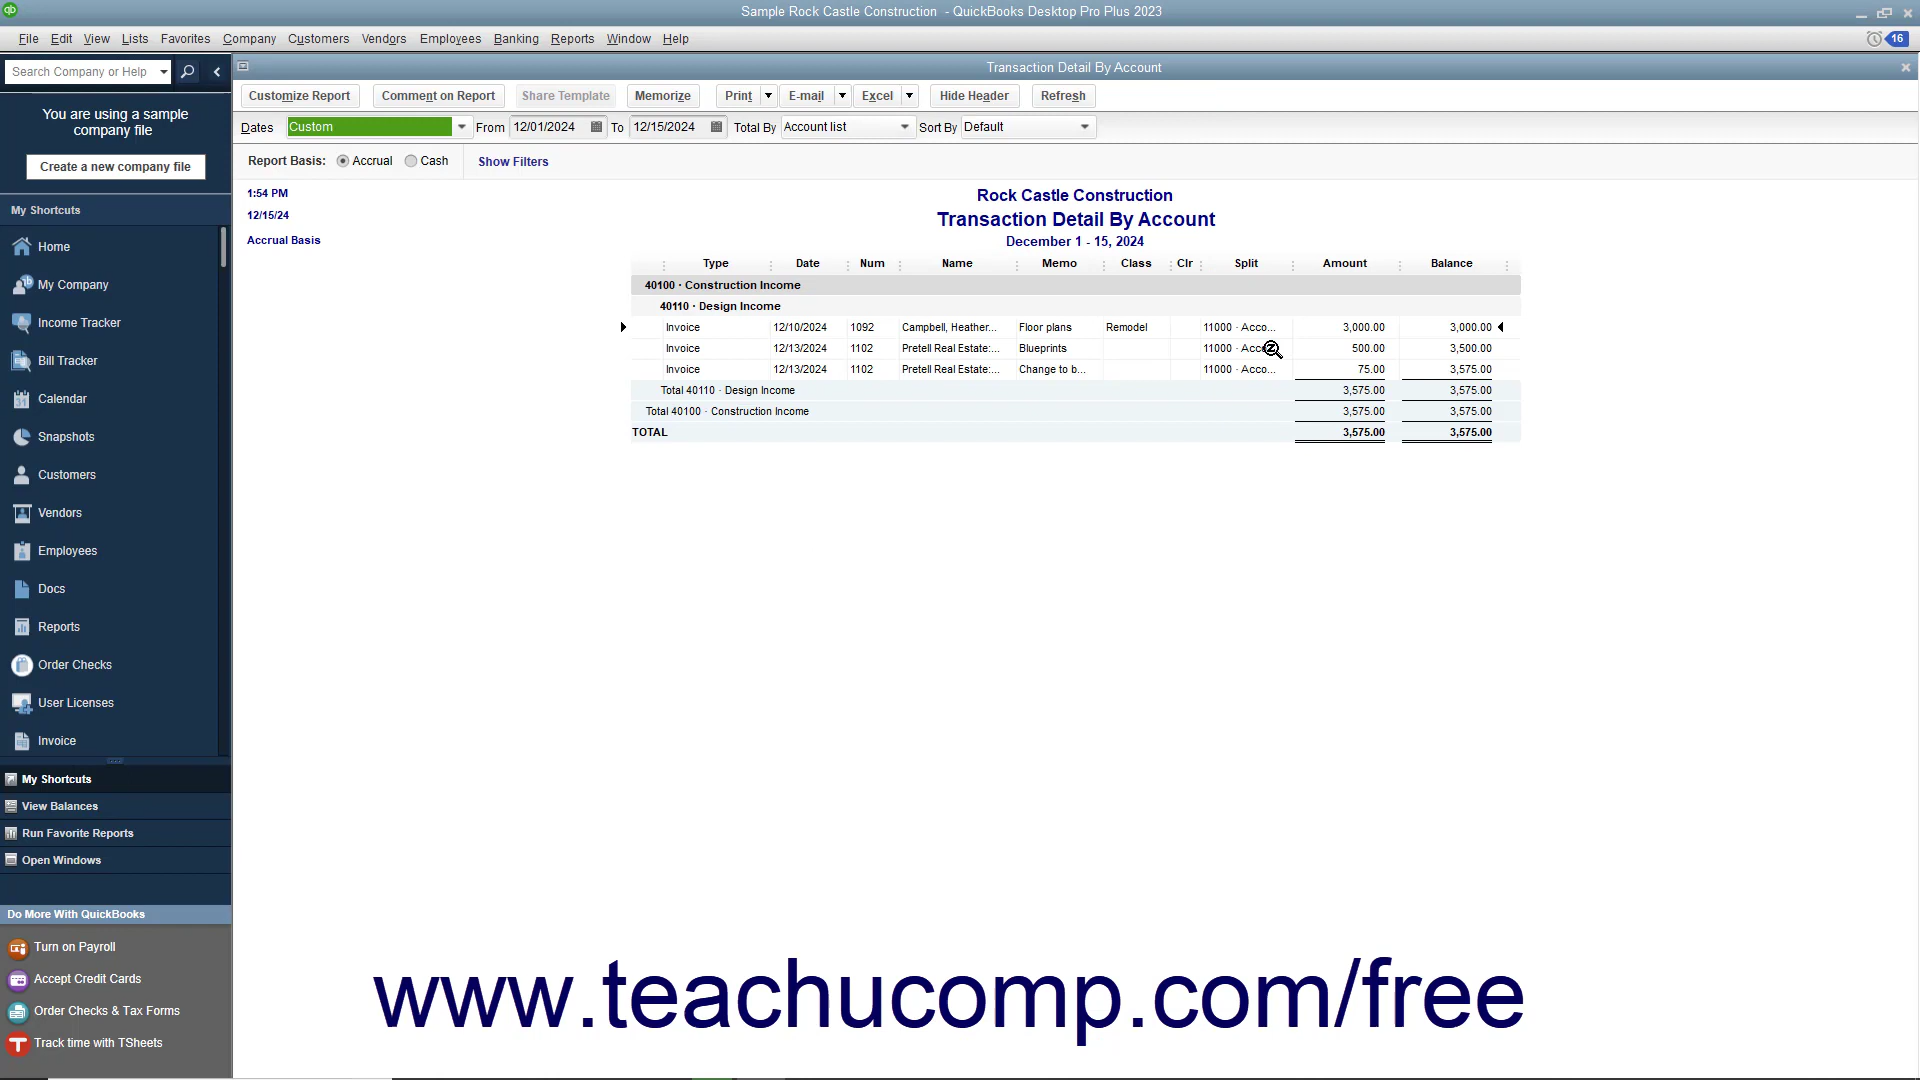 qb
Sample Rock Castle Construction - QuickBooks Desktop Pro Plus 2023
File Edit View Lists Favorites Company Customers Vendors Employees Banking Reports Window Help 16
Search Company or Help
Transaction Detail By Account
Customize Report Comment on Report Share Template Memorize Print E-mail Excel Hide Header Refresh
You are using a sample
company file
Dates Custom From 12/01/2024 To 12/15/2024 Total By Account list Sort By Default
Create a new company file
Report Basis: Accrual Cash Show Filters
1:54 PM
12/15/24
Accrual Basis
Rock Castle Construction
Transaction Detail By Account
December 1 - 15, 2024
Type Date Num Name Memo Class Clr Split Amount Balance
40100 · Construction Income
40110 · Design Income
Invoice 12/10/2024 1092 Campbell, Heather... Floor plans Remodel 11000 · Acco... 3,000.00 3,000.00
Invoice 12/13/2024 1102 Pretell Real Estate:... Blueprints 11000 · Acco... 500.00 3,500.00
Invoice 12/13/2024 1102 Pretell Real Estate:... Change to b... 11000 · Acco... 75.00 3,575.00
Total 40110 · Design Income 3,575.00 3,575.00
Total 40100 · Construction Income 3,575.00 3,575.00
TOTAL 3,575.00 3,575.00
My Shortcuts
Home
My Company
Income Tracker
Bill Tracker
Calendar
Snapshots
Customers
Vendors
Employees
Docs
Reports
Order Checks
User Licenses
Invoice
My Shortcuts
View Balances
Run Favorite Reports
Open Windows
Do More With QuickBooks
Turn on Payroll
Accept Credit Cards
Order Checks & Tax Forms
Track time with TSheets
www.teachucomp.com/free